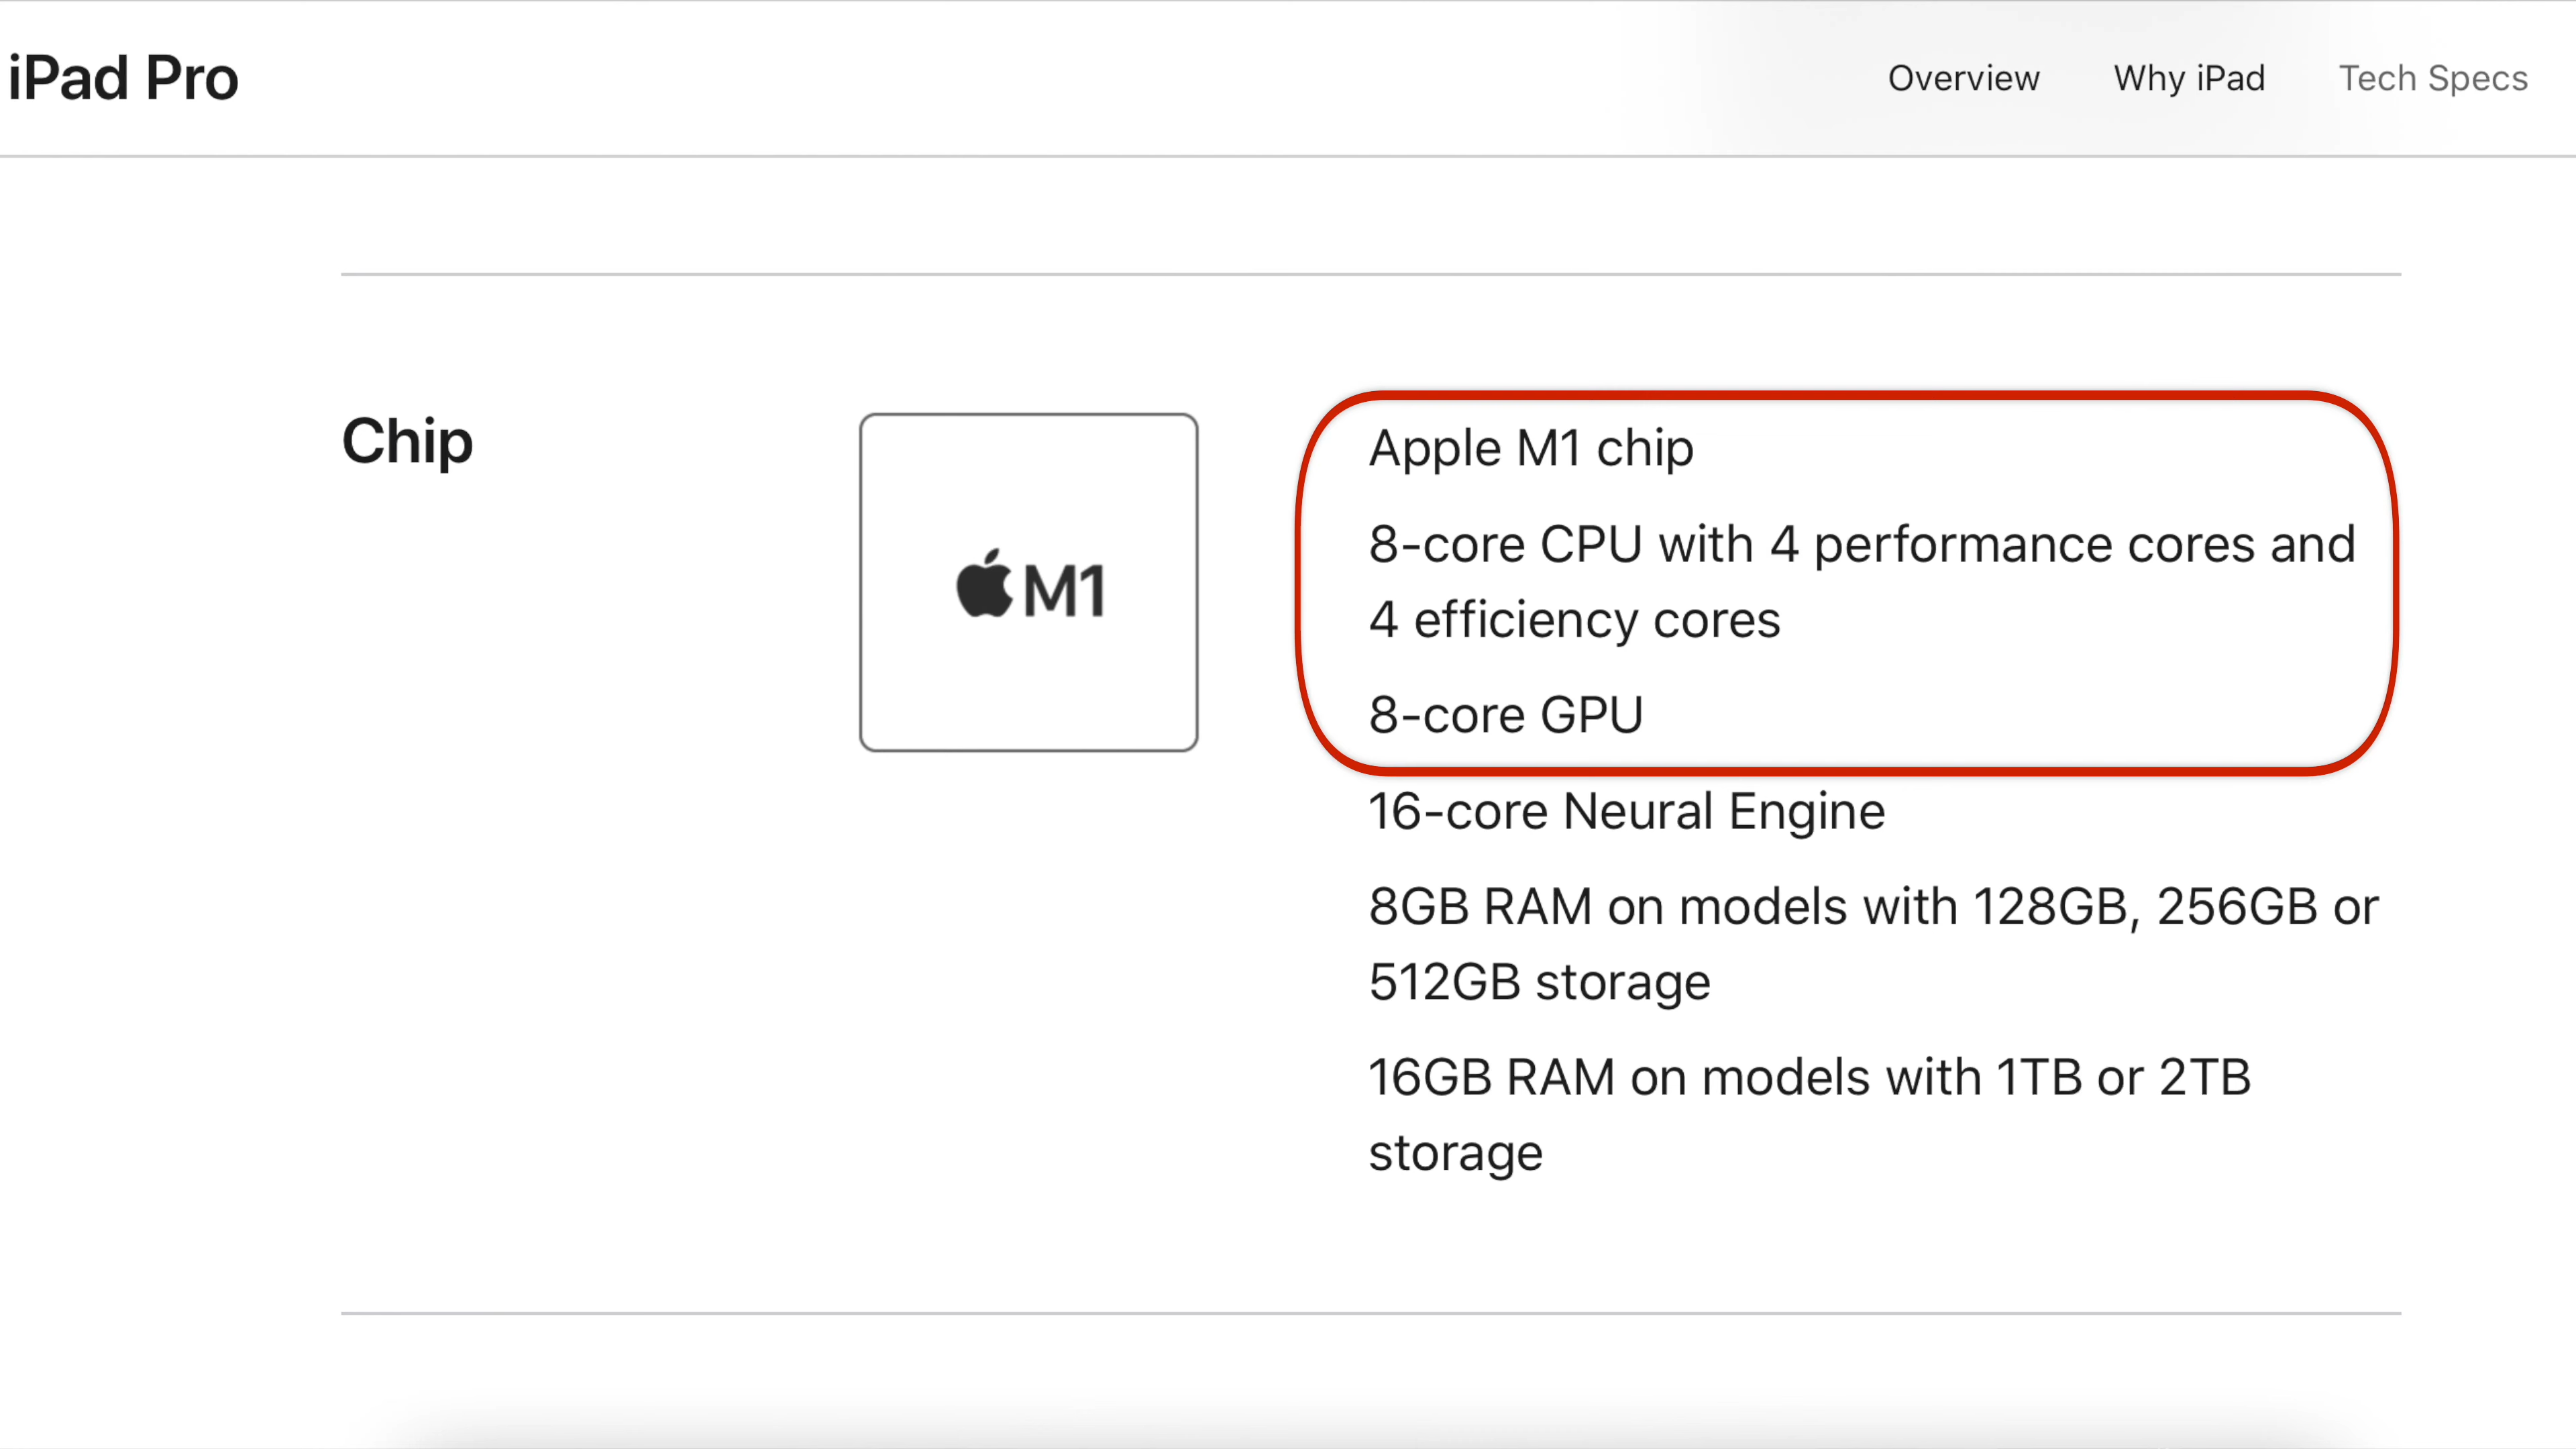 iPad Pro
Overview Why iPad Tech Specs
Chip
M1
Apple M1 chip
8-core CPU with 4 performance cores and
4 efficiency cores
8-core GPU
16-core Neural Engine
8GB RAM on models with 128GB, 256GB or
512GB storage
16GB RAM on models with 1TB or 2TB
storage